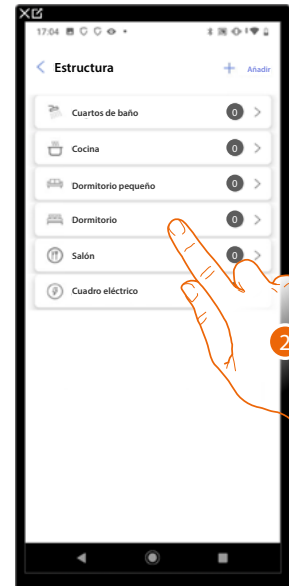 17:04
Estructura
+ Añadir
Cuartos de baño 0
Cocina 0
Dormitorio pequeño 0
Dormitorio 0
Salón 0
Cuadro eléctrico
2